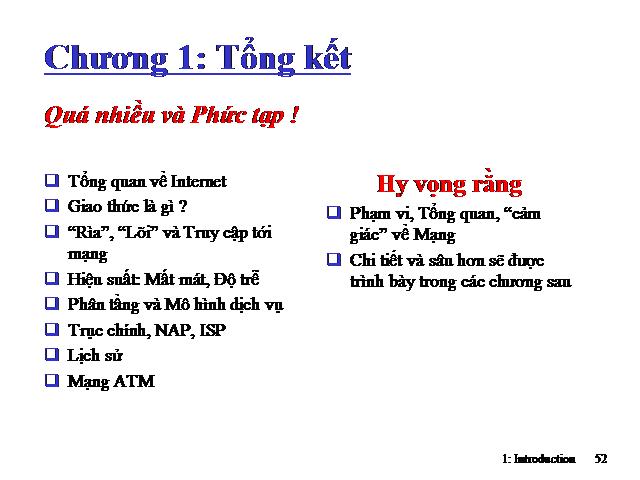 Chương 1: Tổng kết
Quá nhiều và Phức tạp !
Tổng quan về Internet
Giao thức là gì ?
“Rìa”, “Lõi” và Truy cập tới
mạng
Hiệu suất: Mất mát, Độ trễ
Phân tầng và Mô hình dịch vụ
Trục chính, NAP, ISP
Lịch sử
Mạng ATM
Hy vọng rằng
Phạm vi, Tổng quan, “cảm
giác” về Mạng
Chi tiết và sâu hơn sẽ được
trình bày trong các chương sau
1: Introduction 52